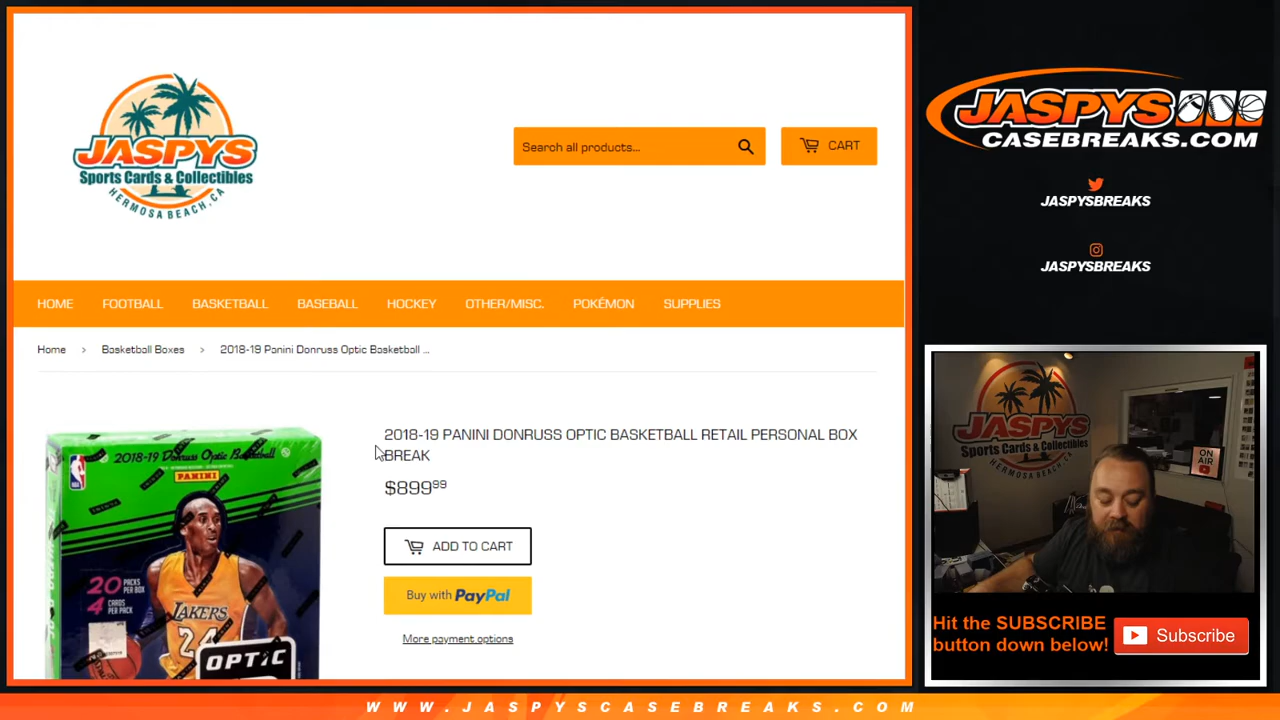 JASPYS
Sports Cards & Collectibles
HERMOSA BEACH, CA
Search all products...
CART
HOME FOOTBALL BASKETBALL BASEBALL HOCKEY OTHER/MISC. POKÉMON SUPPLIES
Home › Basketball Boxes › 2018-19 Panini Donruss Optic Basketball ...
2018-19 Donruss Optic Basketball
PANINI
20 PACKS PER BOX
4 CARDS PER PACK
LAKERS
24
OPTIC
2018-19 PANINI DONRUSS OPTIC BASKETBALL RETAIL PERSONAL BOX
BREAK
$899.99
ADD TO CART
Buy with PayPal
More payment options
JASPYS
CASEBREAKS.COM
JASPYSBREAKS
JASPYSBREAKS
JASPYS
HERMOSA BEACH, CA
ON AIR
Hit the SUBSCRIBE
button down below!
Subscribe
WWW.JASPYSCASEBREAKS.COM